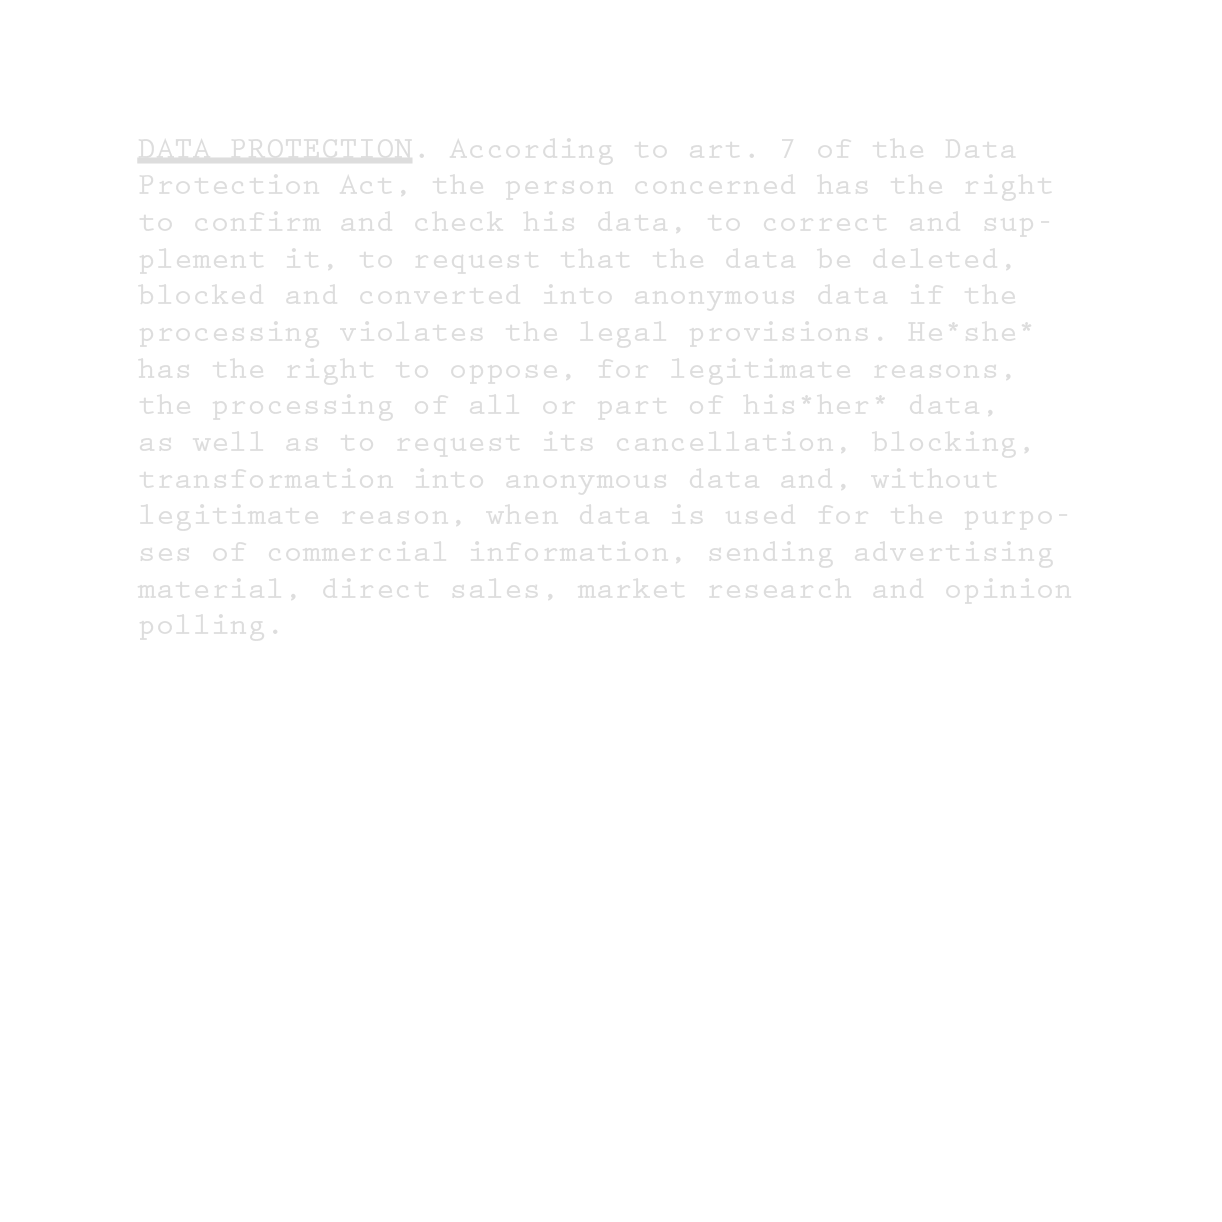 DATA PROTECTION. According to art. 7 of the Data
Protection Act, the person concerned has the right
to confirm and check his data, to correct and sup-
plement it, to request that the data be deleted,
blocked and converted into anonymous data if the
processing violates the legal provisions. He*she*
has the right to oppose, for legitimate reasons,
the processing of all or part of his*her* data,
as well as to request its cancellation, blocking,
transformation into anonymous data and, without
legitimate reason, when data is used for the purpo-
ses of commercial information, sending advertising
material, direct sales, market research and opinion
polling.